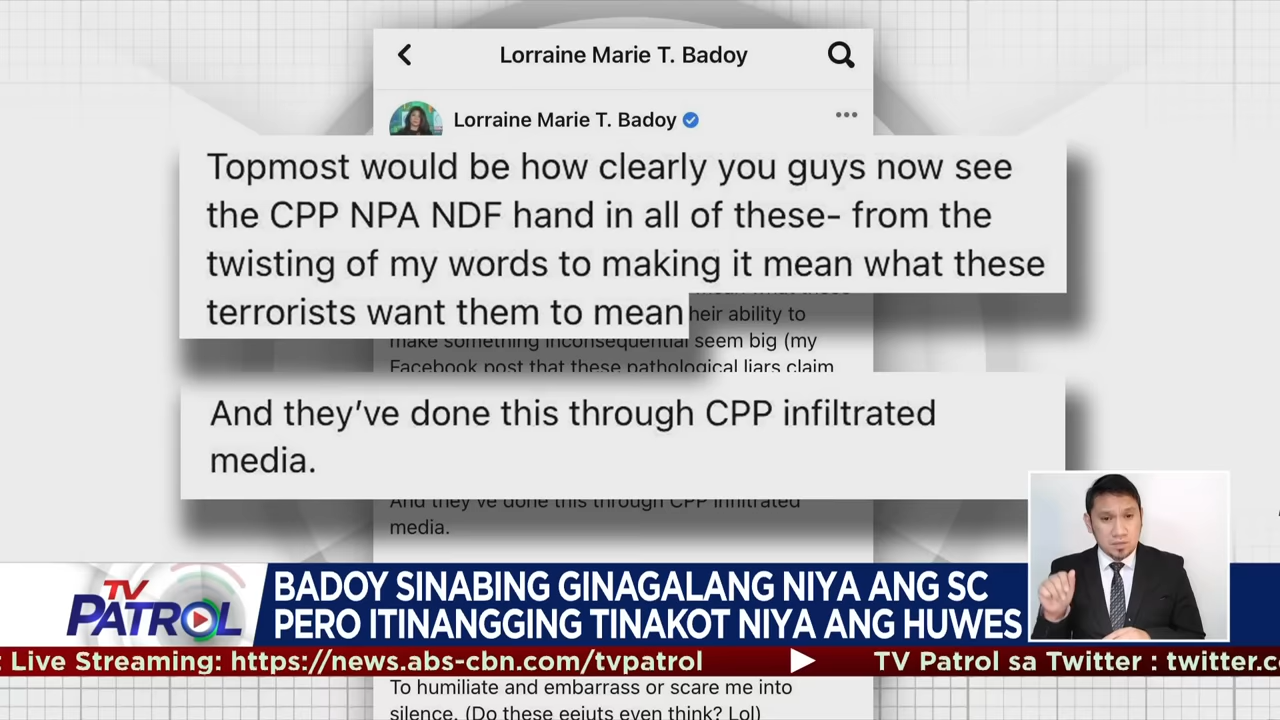 Lorraine Marie T. Badoy
Lorraine Marie T. Badoy
Topmost would be how clearly you guys now see
the CPP NPA NDF hand in all of these- from the
twisting of my words to making it mean what these
terrorists want them to mean
heir ability to
make something inconsequential seem big (my
Facebook post that these pathological liars claim
And they've done this through CPP infiltrated
media.
And they've done this through CPP infiltrated
media.
TV
PATROL
BADOY SINABING GINAGALANG NIYA ANG SC
PERO ITINANGGING TINAKOT NIYA ANG HUWES
: Live Streaming: https://news.abs-cbn.com/tvpatrol
TV Patrol sa Twitter : twitter.c
To humiliate and embarrass or scare me into
silence. (Do these eejuts even think? Lol)